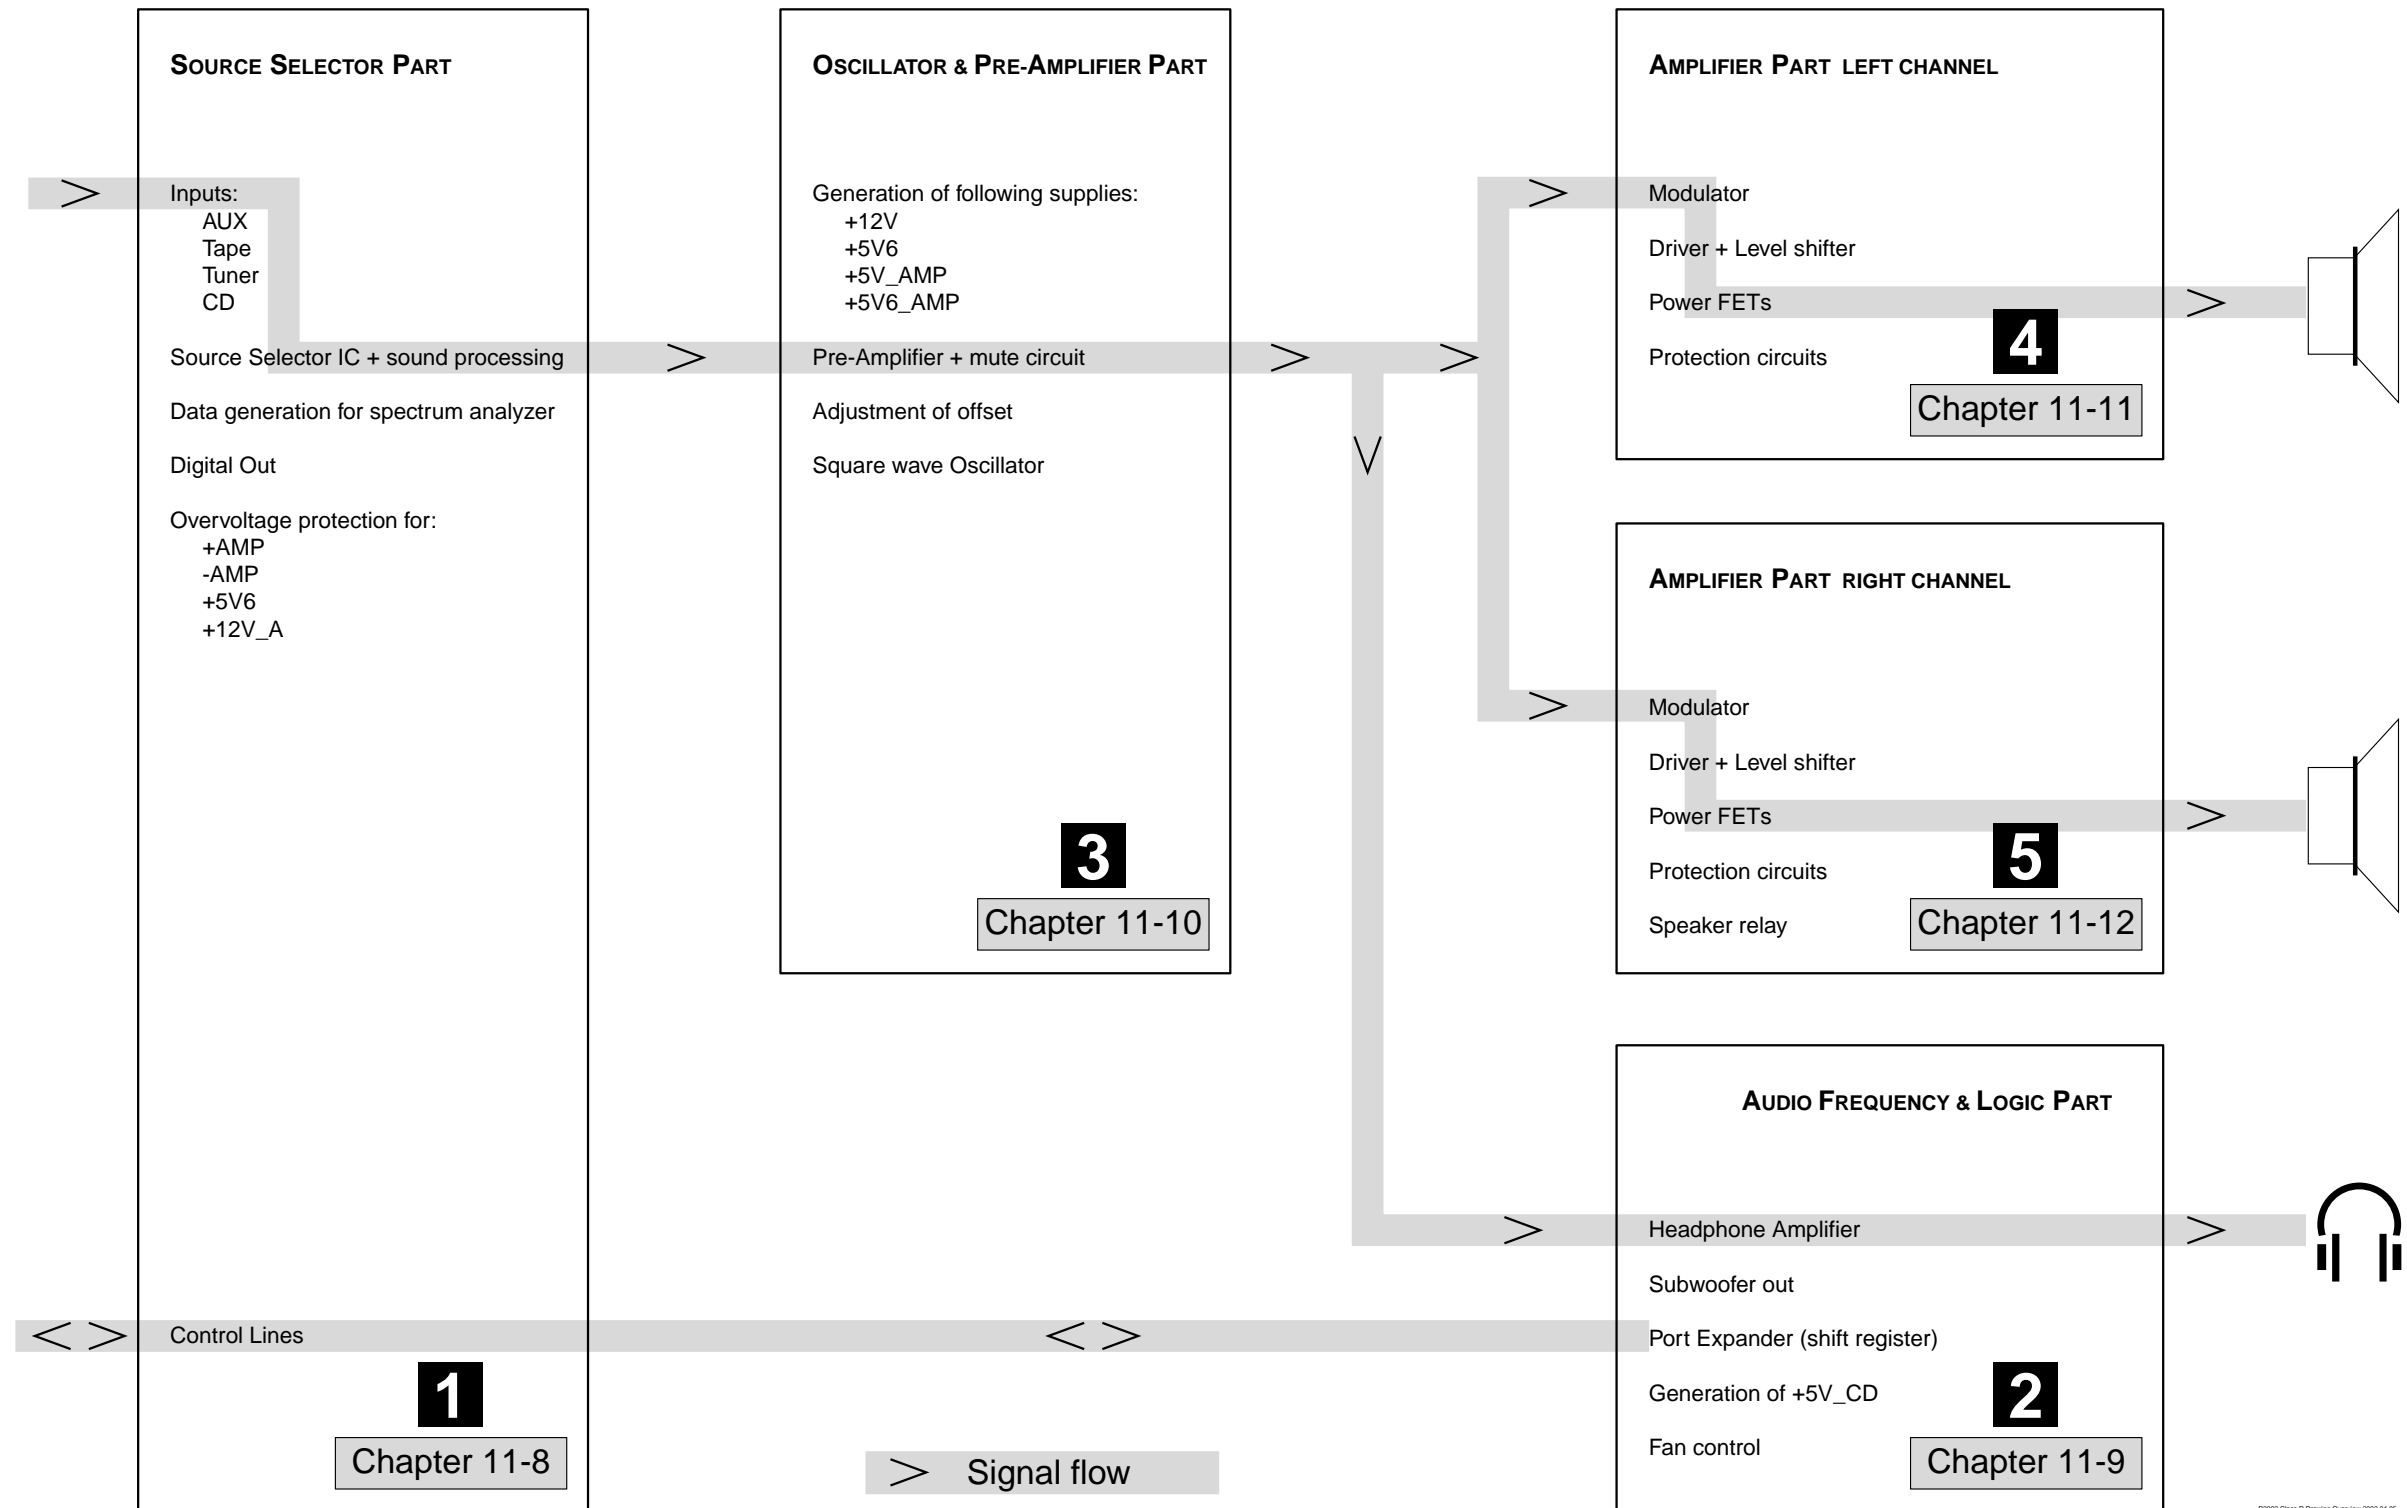 SOURCE SELECTOR PART
Inputs:
AUX
Tape
Tuner
CD
Source Selector IC + sound processing
Data generation for spectrum analyzer
Digital Out
Overvoltage protection for:
+AMP
-AMP
+5V6
+12V_A
Control Lines
1
Chapter 11-8
OSCILLATOR & PRE-AMPLIFIER PART
Generation of following supplies:
+12V
+5V6
+5V_AMP
+5V6_AMP
Pre-Amplifier + mute circuit
Adjustment of offset
Square wave Oscillator
3
Chapter 11-10
Signal flow
AMPLIFIER PART LEFT CHANNEL
Modulator
Driver + Level shifter
Power FETs
Protection circuits
4
Chapter 11-11
AMPLIFIER PART RIGHT CHANNEL
Modulator
Driver + Level shifter
Power FETs
Protection circuits
Speaker relay
5
Chapter 11-12
AUDIO FREQUENCY & LOGIC PART
Headphone Amplifier
Subwoofer out
Port Expander (shift register)
Generation of +5V_CD
Fan control
2
Chapter 11-9